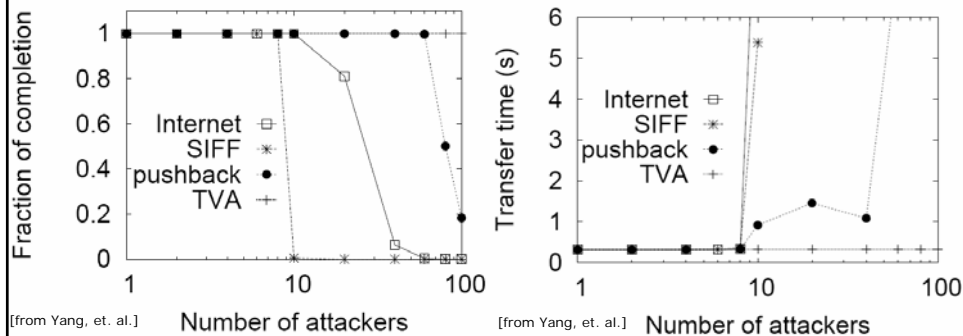 Fraction of completion
1
0.8
0.6
0.4
0.2
0
Internet
SIFF
pushback
TVA
1
10
100
Number of attackers
[from Yang, et. al.]
Transfer time (s)
6
5
4
3
2
1
0
Internet
SIFF
pushback
TVA
1
10
100
Number of attackers
[from Yang, et. al.]